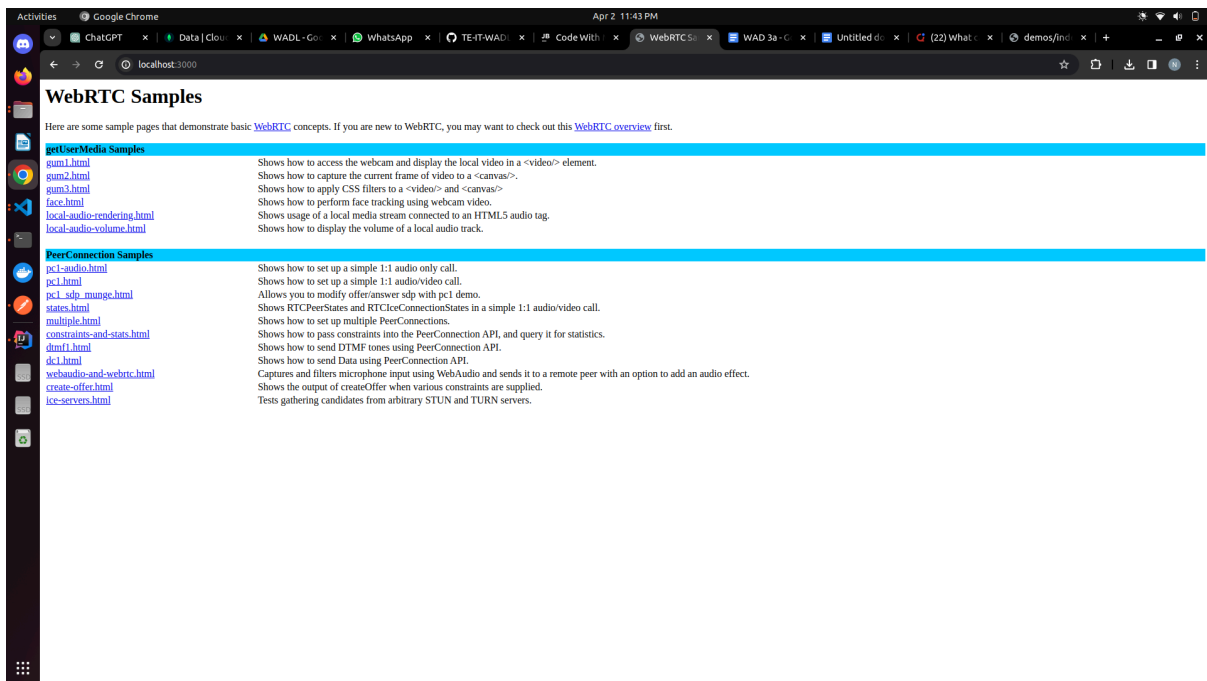 Activities Google Chrome Apr 2 11:43 PM
ChatGPT Data | Clou WADL - Goo WhatsApp TE-IT-WADL Code With WebRTC Sa WAD 3a - G Untitled do (22) What c demos/ind
localhost:3000 N
WebRTC Samples
Here are some sample pages that demonstrate basic WebRTC concepts. If you are new to WebRTC, you may want to check out this WebRTC overview first.
getUserMedia Samples
gum1.html Shows how to access the webcam and display the local video in a <video/> element.
gum2.html Shows how to capture the current frame of video to a <canvas/>.
gum3.html Shows how to apply CSS filters to a <video/> and <canvas/>
face.html Shows how to perform face tracking using webcam video.
local-audio-rendering.html Shows usage of a local media stream connected to an HTML5 audio tag.
local-audio-volume.html Shows how to display the volume of a local audio track.
PeerConnection Samples
pc1-audio.html Shows how to set up a simple 1:1 audio only call.
pc1.html Shows how to set up a simple 1:1 audio/video call.
pc1_sdp_munge.html Allows you to modify offer/answer sdp with pc1 demo.
states.html Shows RTCPeerStates and RTCIceConnectionStates in a simple 1:1 audio/video call.
multiple.html Shows how to set up multiple PeerConnections.
constraints-and-stats.html Shows how to pass constraints into the PeerConnection API, and query it for statistics.
dtmf1.html Shows how to send DTMF tones using PeerConnection API.
dc1.html Shows how to send Data using PeerConnection API.
webaudio-and-webrtc.html Captures and filters microphone input using WebAudio and sends it to a remote peer with an option to add an audio effect.
create-offer.html Shows the output of createOffer when various constraints are supplied.
ice-servers.html Tests gathering candidates from arbitrary STUN and TURN servers.